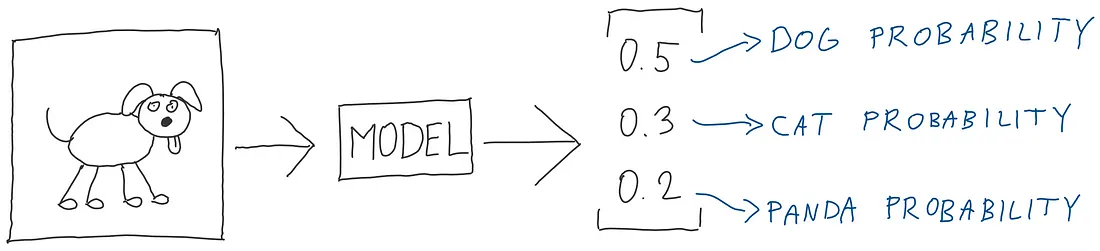 MODEL
0.5 DOG PROBABILITY
0.3 CAT PROBABILITY
0.2 PANDA PROBABILITY